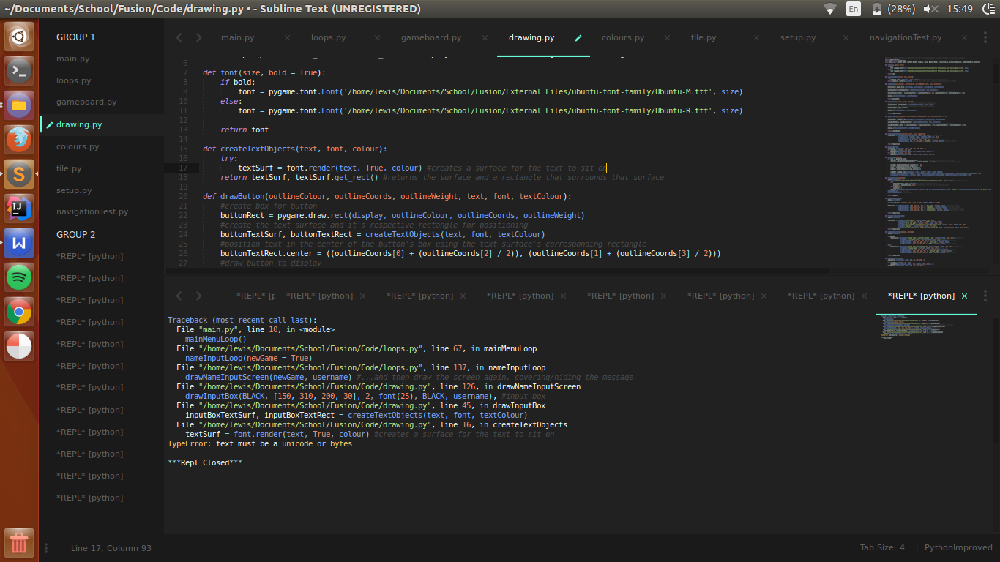 ~/Documents/School/Fusion/Code/drawing.py • - Sublime Text (UNREGISTERED)
En
(28%)
15:49
GROUP 1
main.py
loops.py
gameboard.py
drawing.py
colours.py
tile.py
setup.py
navigationTest.py
GROUP 2
*REPL* [python]
*REPL* [python]
*REPL* [python]
*REPL* [python]
*REPL* [python]
*REPL* [python]
*REPL* [python]
*REPL* [python]
*REPL* [python]
*REPL* [python]
*REPL* [python]
*REPL* [python]
main.py
loops.py
gameboard.py
drawing.py
colours.py
tile.py
setup.py
navigationTest.py
6
7 def font(size, bold = True):
8 if bold:
9 font = pygame.font.Font('/home/lewis/Documents/School/Fusion/External Files/ubuntu-font-family/Ubuntu-M.ttf', size)
10 else:
11 font = pygame.font.Font('/home/lewis/Documents/School/Fusion/External Files/ubuntu-font-family/Ubuntu-R.ttf', size)
12
13 return font
14
15 def createTextObjects(text, font, colour):
16 try:
17 textSurf = font.render(text, True, colour) #creates a surface for the text to sit on
18 return textSurf, textSurf.get_rect() #returns the surface and a rectangle that surrounds that surface
19
20 def drawButton(outlineColour, outlineCoords, outlineWeight, text, font, textColour):
21 #create box for button
22 buttonRect = pygame.draw.rect(display, outlineColour, outlineCoords, outlineWeight)
23 #create the text surface and it's respective rectangle for positioning
24 buttonTextSurf, buttonTextRect = createTextObjects(text, font, textColour)
25 #position text in the center of the button's box using the text surface's corresponding rectangle
26 buttonTextRect.center = ((outlineCoords[0] + (outlineCoords[2] / 2)), (outlineCoords[1] + (outlineCoords[3] / 2)))
27 #draw button to display
*REPL* [p
*REPL* [python]
*REPL* [python]
*REPL* [python]
*REPL* [python]
*REPL* [python]
*REPL* [python]
*REPL* [python]
Traceback (most recent call last):
File "main.py", line 10, in <module>
mainMenuLoop()
File "/home/lewis/Documents/School/Fusion/Code/loops.py", line 67, in mainMenuLoop
nameInputLoop(newGame = True)
File "/home/lewis/Documents/School/Fusion/Code/loops.py", line 137, in nameInputLoop
drawNameInputScreen(newGame, username) #...and then draw the screen again, covering/hiding the message
File "/home/lewis/Documents/School/Fusion/Code/drawing.py", line 126, in drawNameInputScreen
drawInputBox(BLACK, [150, 310, 200, 30], 2, font(25), BLACK, username), #input box
File "/home/lewis/Documents/School/Fusion/Code/drawing.py", line 45, in drawInputBox
inputBoxTextSurf, inputBoxTextRect = createTextObjects(text, font, textColour)
File "/home/lewis/Documents/School/Fusion/Code/drawing.py", line 16, in createTextObjects
textSurf = font.render(text, True, colour) #creates a surface for the text to sit on
TypeError: text must be a unicode or bytes
***Repl Closed***
Line 17, Column 93
Tab Size: 4
PythonImproved